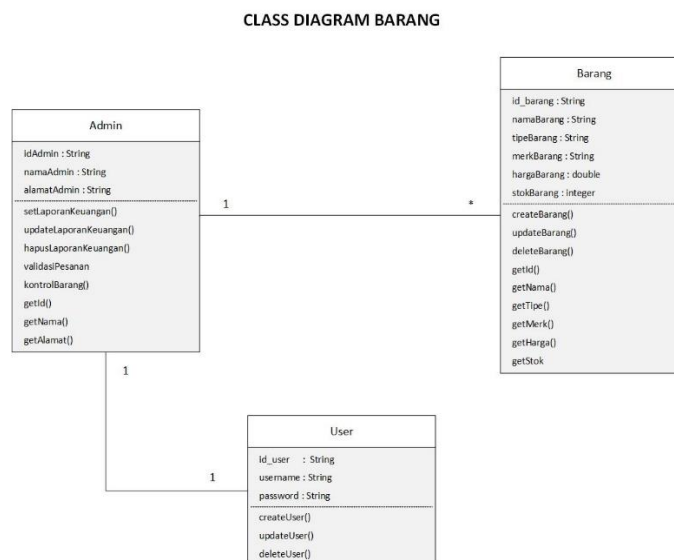 CLASS DIAGRAM BARANG
Admin
idAdmin : String
namaAdmin : String
alamatAdmin : String
setLaporanKeuangan()
updateLaporanKeuangan()
hapusLaporanKeuangan()
validasiPesanan
kontrolBarang()
getId()
getNama()
getAlamat()
1
*
Barang
id_barang : String
namaBarang : String
tipeBarang : String
merkBarang : String
hargaBarang : double
stokBarang : integer
createBarang()
updateBarang()
deleteBarang()
getId()
getNama()
getTipe()
getMerk()
getHarga()
getStok
1
1
User
id_user : String
username : String
password : String
createUser()
updateUser()
deleteUser()